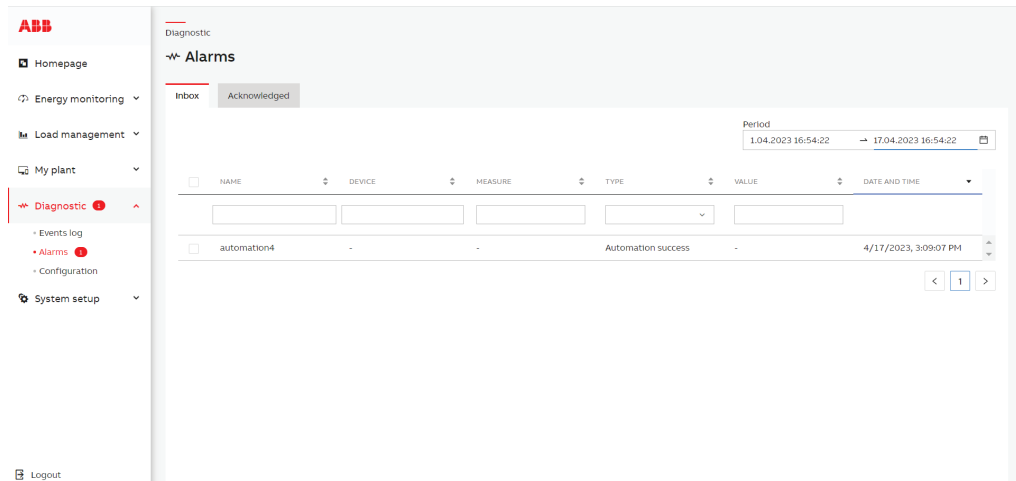 ABB
Homepage
Energy monitoring
Load management
My plant
Diagnostic 1
Events log
Alarms 1
Configuration
System setup
Logout
Diagnostic
Alarms
Inbox Acknowledged
Period
1.04.2023 16:54:22 → 17.04.2023 16:54:22
NAME DEVICE MEASURE TYPE VALUE DATE AND TIME
automation4 - - Automation success - 4/17/2023, 3:09:07 PM
< 1 >